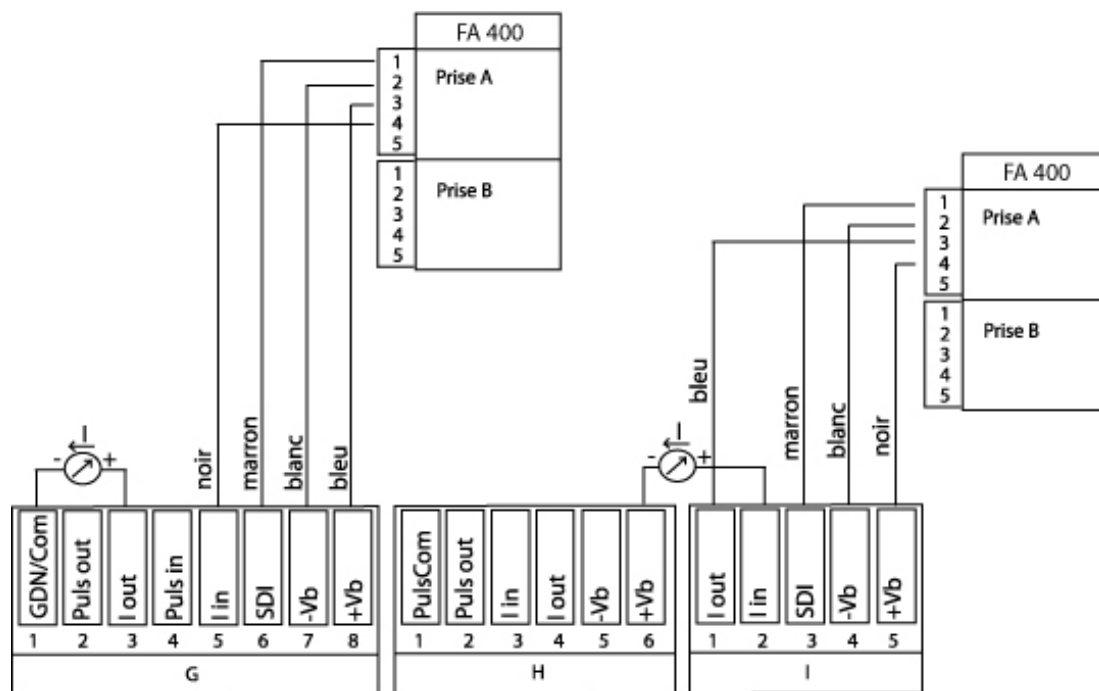 FA 400
1
2
3
4
5
Prise A
1
2
3
4
5
Prise B
FA 400
1
2
3
4
5
Prise A
1
2
3
4
5
Prise B
noir
marron
blanc
bleu
bleu
marron
blanc
noir
- I +
- I +
GDN/Com
Puls out
I out
Puls in
I in
SDI
-Vb
+Vb
1 2 3 4 5 6 7 8
G
PulsCom
Puls out
I in
I out
-Vb
+Vb
1 2 3 4 5 6
H
I out
I in
SDI
-Vb
+Vb
1 2 3 4 5
I